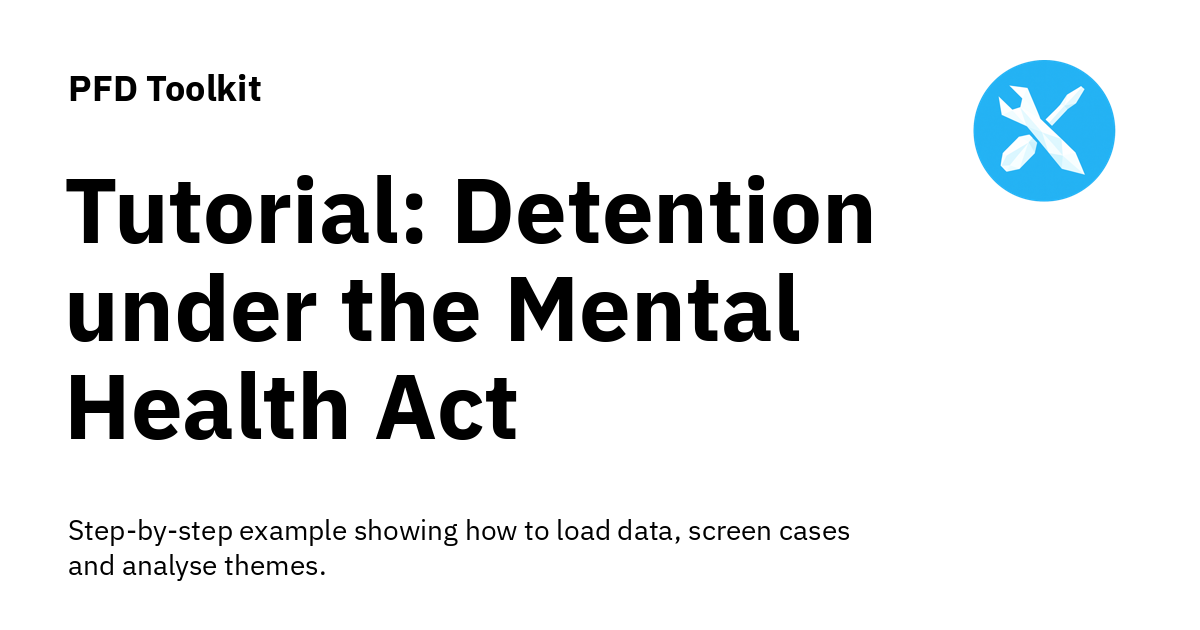 PFD Toolkit
Tutorial: Detention
under the Mental
Health Act
Step-by-step example showing how to load data, screen cases
and analyse themes.